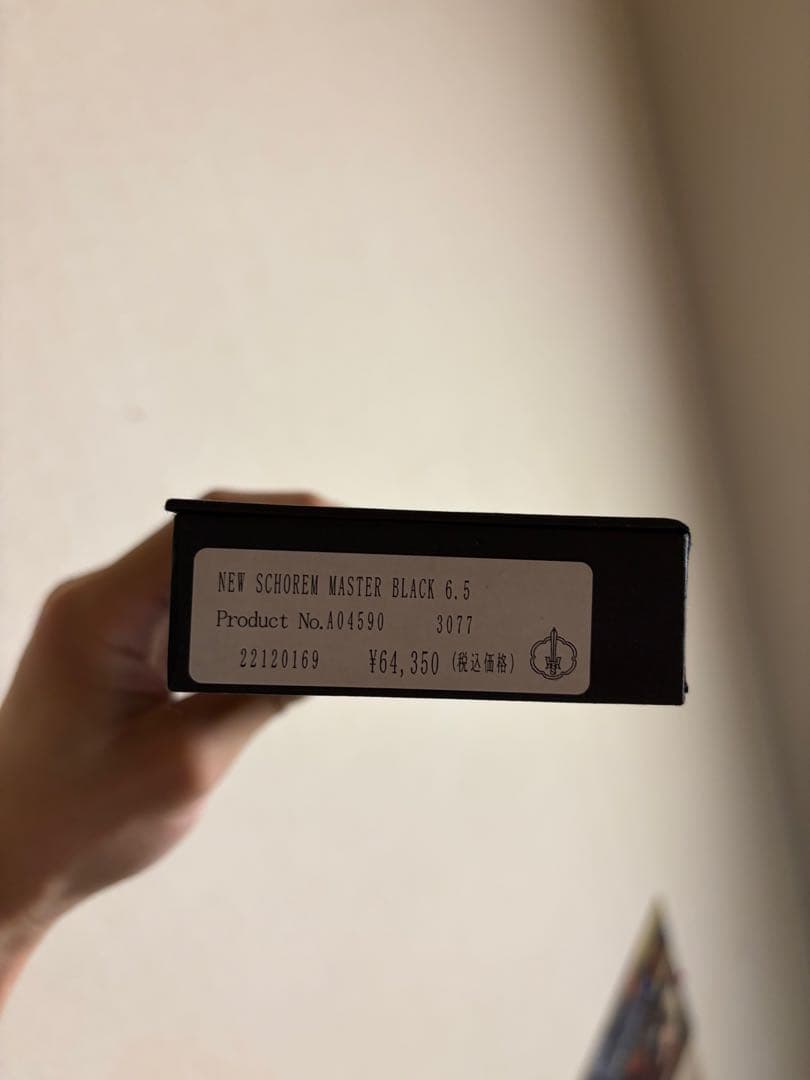 NEW SCHOREM MASTER BLACK 6.5
Product No.A04590 3077
22120169 ¥64,350 (税込価格)